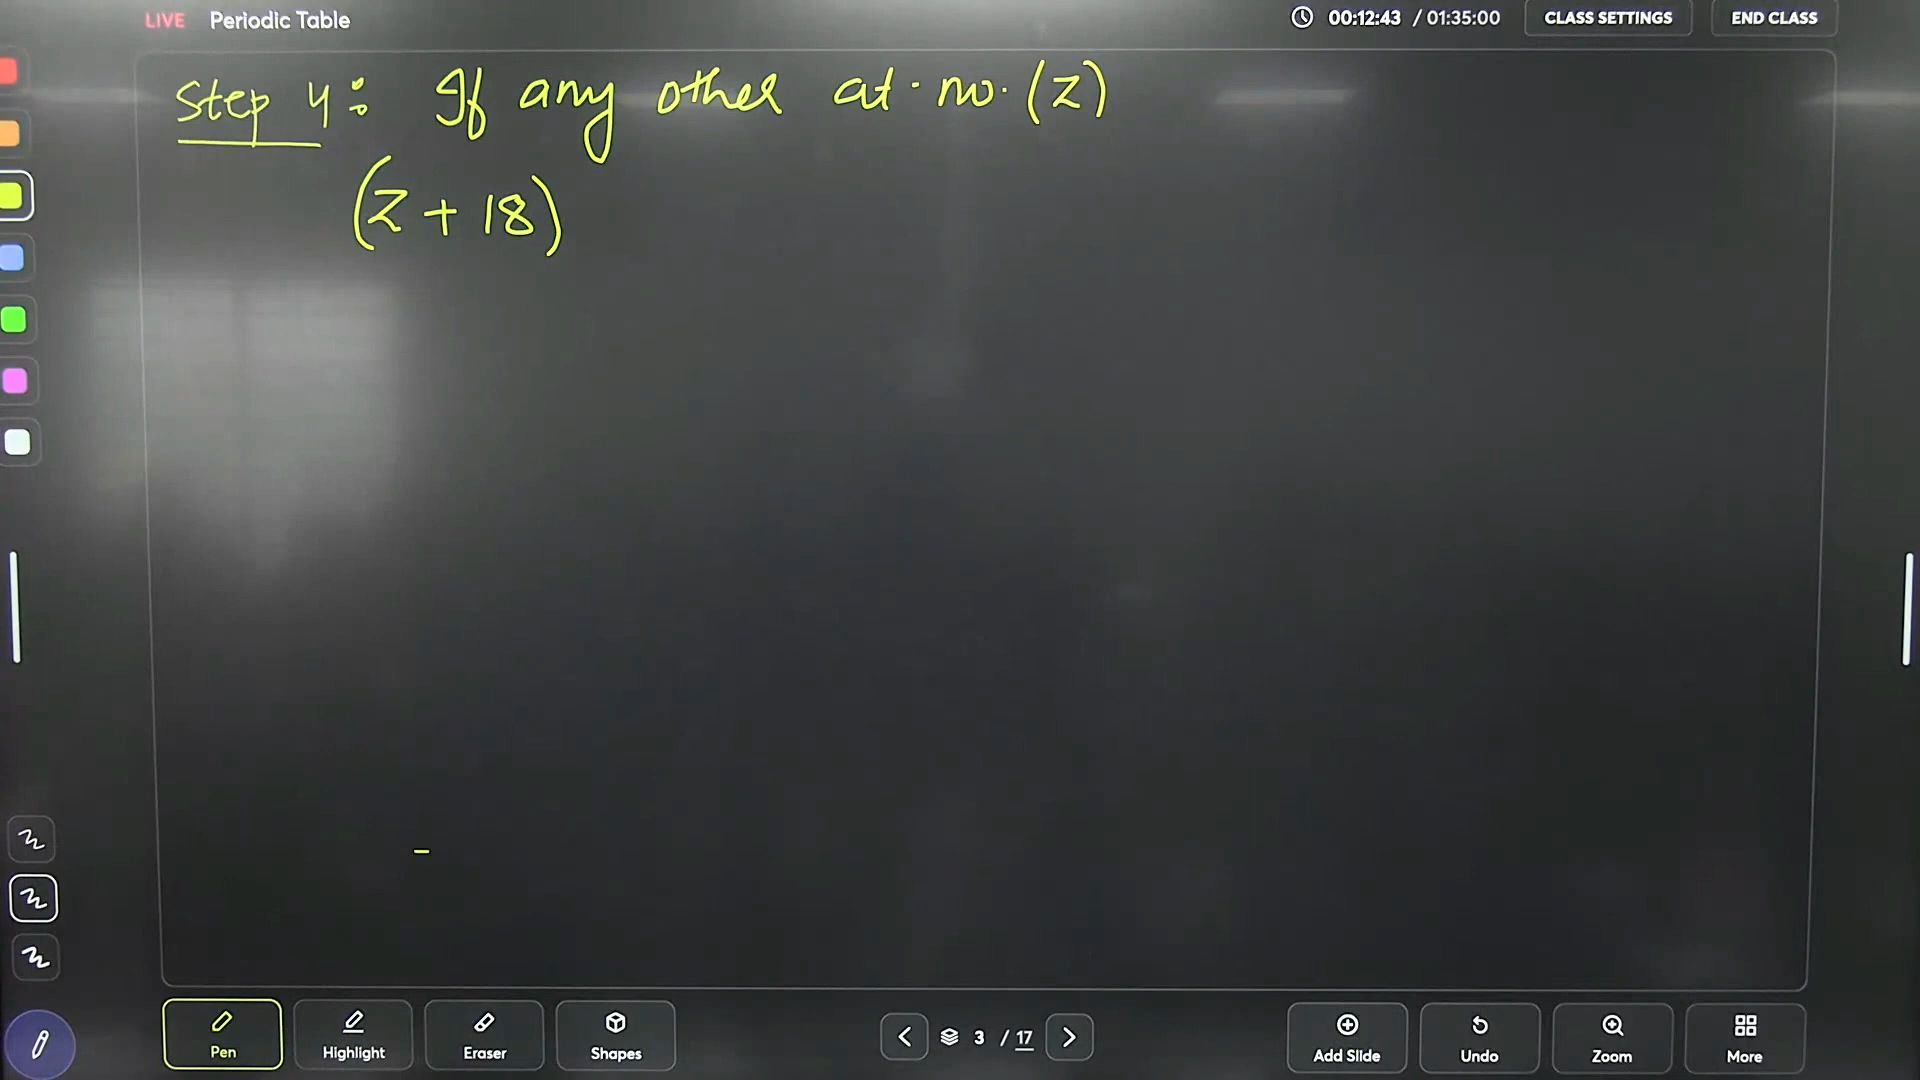 LIVE Periodic Table 00:12:43 / 01:35:00 CLASS SETTINGS END CLASS
Step 4: If any other at. no. (Z)
(Z + 18)
Pen Highlight Eraser Shapes 3 / 17 Add Slide Undo Zoom More